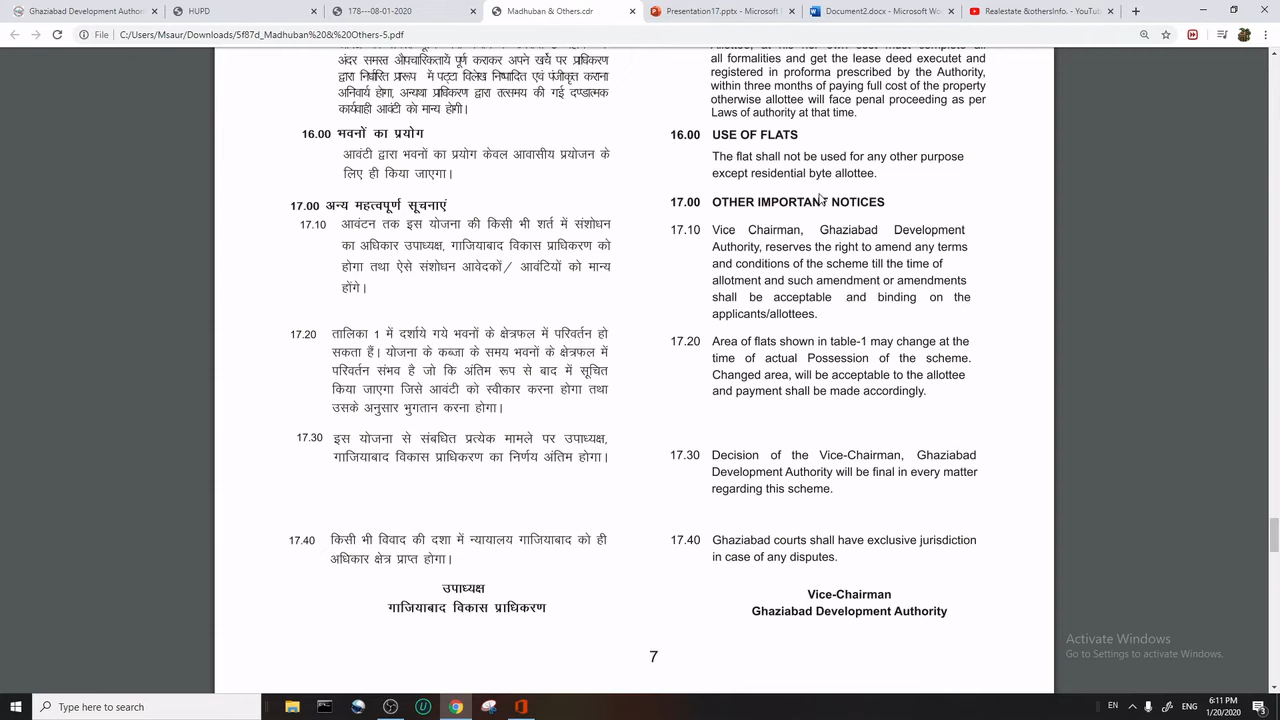 Ghaziabad Development Authori
HUPD
178---08-01-2020
Madhuban & Others.cdr
Presentation17.pptx - Microsoft
Document2.docx - Microsoft Wo
Realestate &othersInfo. - YouTub
File C:/Users/Msaur/Downloads/5f87d_Madhuban%20&%20Others-5.pdf
अंदर समस्त औपचारिकतायें पूर्ण कराकर अपने खर्चे पर प्राधिकरण
द्वारा निर्धारित प्रारूप में पट्टा विलेख निष्पादित एवं पंजीकृत कराना
अनिवार्य होगा, अन्यथा प्राधिकरण द्वारा तत्समय की गई दण्डात्मक
कार्यवाही आवंटी को मान्य होगी।
16.00 भवनों का प्रयोग
आवंटी द्वारा भवनों का प्रयोग केवल आवासीय प्रयोजन के
लिए ही किया जाएगा।
17.00 अन्य महत्वपूर्ण सूचनाएं
17.10 आवंटन तक इस योजना की किसी भी शर्त में संशोधन
का अधिकार उपाध्यक्ष, गाजियाबाद विकास प्राधिकरण को
होगा तथा ऐसे संशोधन आवेदकों/ आवंटियों को मान्य
होंगे।
17.20 तालिका 1 में दर्शाये गये भवनों के क्षेत्रफल में परिवर्तन हो
सकता हैं। योजना के कब्जा के समय भवनों के क्षेत्रफल में
परिवर्तन संभव है जो कि अंतिम रूप से बाद में सूचित
किया जाएगा जिसे आवंटी को स्वीकार करना होगा तथा
उसके अनुसार भुगतान करना होगा।
17.30 इस योजना से संबधित प्रत्येक मामले पर उपाध्यक्ष,
गाजियाबाद विकास प्राधिकरण का निर्णय अंतिम होगा।
17.40 किसी भी विवाद की दशा में न्यायालय गाजियाबाद को ही
अधिकार क्षेत्र प्राप्त होगा।
उपाध्यक्ष
गाजियाबाद विकास प्राधिकरण
Allottee, at his her own cost must complete all
all formalities and get the lease deed executet and
registered in proforma prescribed by the Authority,
within three months of paying full cost of the property
otherwise allottee will face penal proceeding as per
Laws of authority at that time.
16.00 USE OF FLATS
The flat shall not be used for any other purpose
except residential byte allottee.
17.00 OTHER IMPORTANT NOTICES
17.10 Vice Chairman, Ghaziabad Development
Authority, reserves the right to amend any terms
and conditions of the scheme till the time of
allotment and such amendment or amendments
shall be acceptable and binding on the
applicants/allottees.
17.20 Area of flats shown in table-1 may change at the
time of actual Possession of the scheme.
Changed area, will be acceptable to the allottee
and payment shall be made accordingly.
17.30 Decision of the Vice-Chairman, Ghaziabad
Development Authority will be final in every matter
regarding this scheme.
17.40 Ghaziabad courts shall have exclusive jurisdiction
in case of any disputes.
Vice-Chairman
Ghaziabad Development Authority
7
Activate Windows
Go to Settings to activate Windows.
Type here to search
EN
ENG
6:11 PM
1/20/2020
3